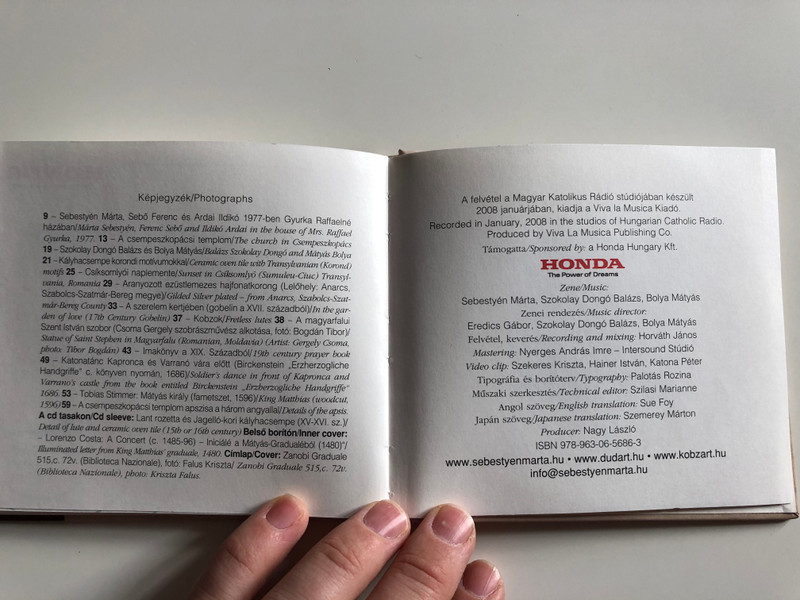 Képjegyzék/Photographs
9 – Sebestyén Márta, Sebő Ferenc és Ardai Ildikó 1977-ben Gyurka Raffaelné
házában/Márta Sebestyén, Ferenc Sebő and Ildikó Ardai in the house of Mrs. Raffael
Gyurka, 1977. 13 – A csempeszkopácsi templom/The church in Csempeszkopács
19 – Szokolay Dongó Balázs és Bolya Mátyás/Balázs Szokolay Dongó and Mátyás Bolya
21 – Kályhacsempe korondi motívumokkal/Ceramic oven tile with Transylvanian (Korond)
motifs 25 – Csíksomlyói naplemente/Sunset in Csíksomlyó (Sumuleu-Ciuc) Transyl-
vania, Romania 29 – Aranyozott ezüstlemezes hajfonatkorong (Lelőhely: Anarcs,
Szabolcs-Szatmár-Bereg megye)/Gilded Silver plated – from Anarcs, Szabolcs-Szat-
már-Bereg County 33 – A szerelem kertjében (gobelin a XVII. századból)/In the gar-
den of love (17th Century Gobelin) 37 – Kobzok/Fretless lutes 38 – A magyarfalui
Szent István szobor (Csoma Gergely szobrászművész alkotása, fotó: Bogdán Tibor)/
Statue of Saint Stephen in Magyarfalu (Romanian, Moldavia) (Artist: Gergely Csoma,
photo: Tibor Bogdán) 43 – Imakönyv a XIX. Századból/19th century prayer book
49 – Katonatánc Kapronca és Varranó vára előtt (Birckenstein „Erzherzogliche
Handgriffe" c. könyven nyomán, 1686)/Soldier's dance in front of Kapronca and
Varrano's castle from the book entitled Birckenstein „Erzherzogliche Handgriffe"
1686. 53 – Tobias Stimmer: Mátyás király (fametszet, 1596)/King Matthias (woodcut,
1596) 59 – A csempeszkopácsi templom apszisa a három angyallal/Details of the apsis.
A cd tasakon/Cd sleeve: Lant rozetta és Jagelló-kori kályhacsempe (XV-XVI. sz.)/
Detail of lute and ceramic oven tile (15th or 16th century) Belső borítón/Inner cover:
– Lorenzo Costa: A Concert (c. 1485-96) – Iniciálé a Mátyás-Graduáléból (1480)*/
Illuminated letter from King Matthias' graduale, 1480. Címlap/Cover: Zanobi Graduale
515,c. 72v. (Biblioteca Nazionale), fotó: Falus Kriszta/ Zanobi Graduale 515,c. 72v.
(Biblioteca Nazionale), photo: Kriszta Falus.
A felvétel a Magyar Katolikus Rádió stúdiójában készült
2008 januárjában, kiadja a Viva la Musica Kiadó.
Recorded in January, 2008 in the studios of Hungarian Catholic Radio.
Produced by Viva La Musica Publishing Co.
Támogatta/Sponsored by: a Honda Hungary Kft.
HONDA
The Power of Dreams
Zene/Music:
Sebestyén Márta, Szokolay Dongó Balázs, Bolya Mátyás
Zenei rendezés/Music director:
Eredics Gábor, Szokolay Dongó Balázs, Bolya Mátyás
Felvétel, keverés/Recording and mixing: Horváth János
Mastering: Nyerges András Imre – Intersound Stúdió
Video clip: Szekeres Kriszta, Hainer István, Katona Péter
Tipográfia és borítóterv/Typography: Palotás Rozina
Műszaki szerkesztés/Technical editor: Szilasi Marianne
Angol szöveg/English translation: Sue Foy
Japán szöveg/Japanese translation: Szemerey Márton
Producer: Nagy László
ISBN 978-963-06-5686-3
www.sebestyenmarta.hu • www.dudart.hu • www.kobzart.hu
info@sebestyenmarta.hu